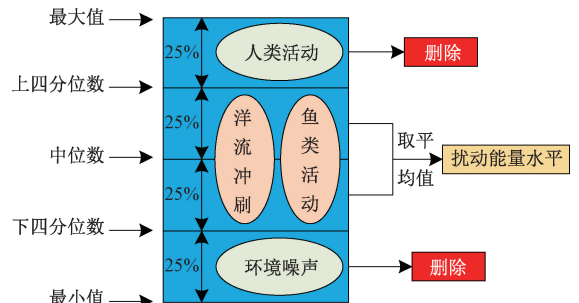 最大值
25%
人类活动
删除
上四分位数
25%
洋流冲刷
鱼类活动
取平均值
中位数
扰动能量水平
25%
下四分位数
25%
环境噪声
删除
最小值